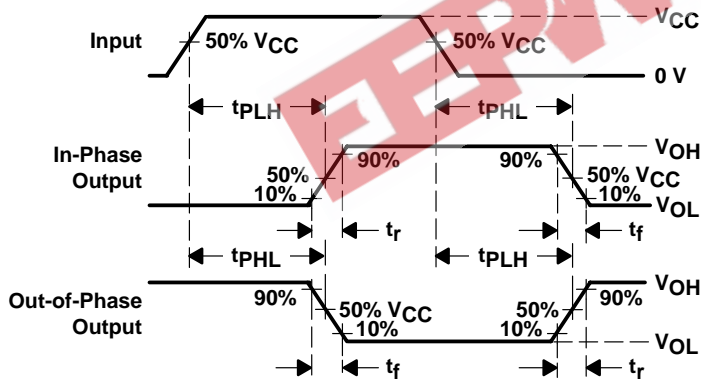 VCC
Input 50% VCC 50% VCC
0 V
tPLH tPHL
In-Phase Output
90% 90% VOH
50% 50% VCC
10% 10% VOL
tr tf
tPHL tPLH
Out-of-Phase Output
90% 90% VOH
50% VCC 50%
10% 10% VOL
tf tr
EEPW